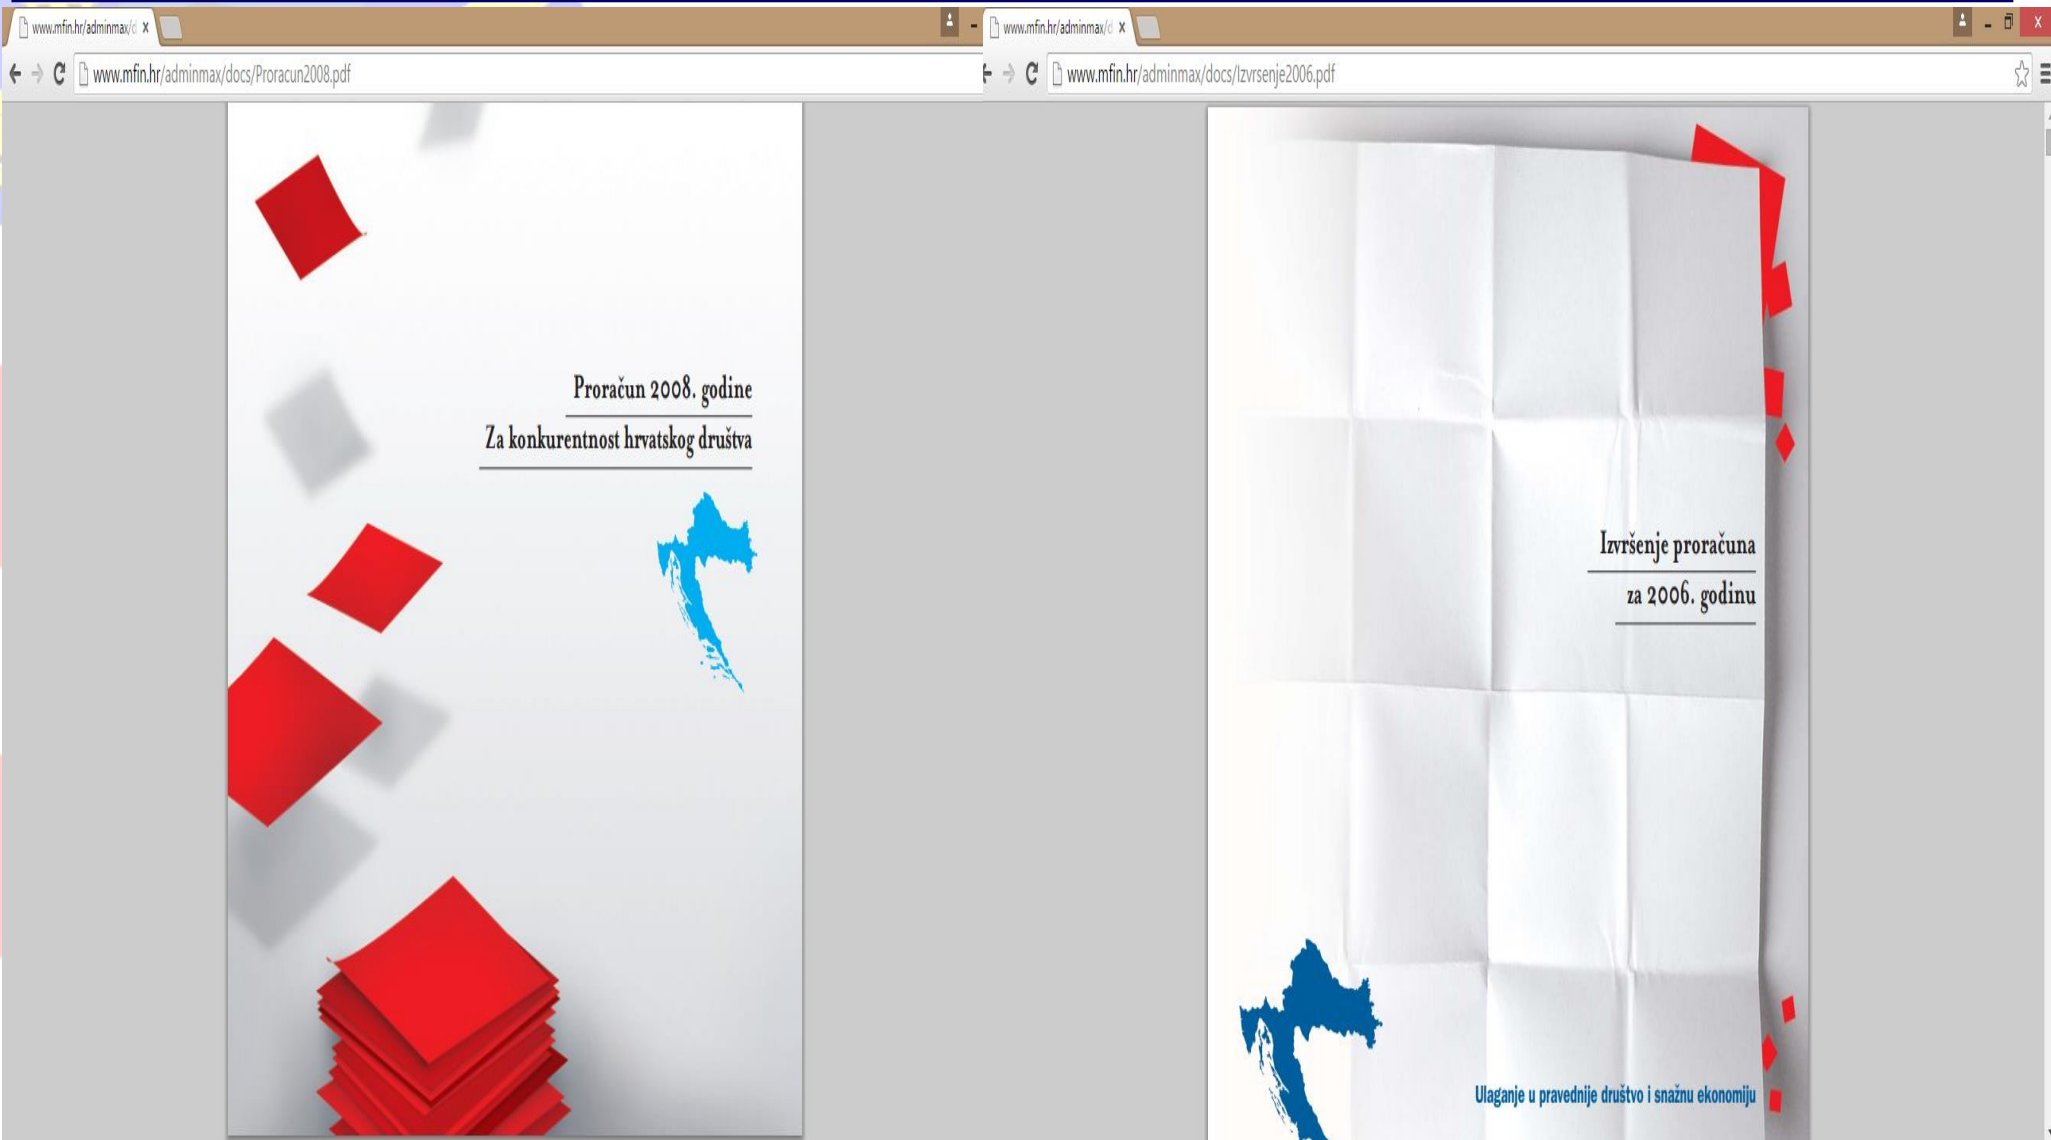 www.mfin.hr/adminmax/d
www.mfin.hr/adminmax/docs/Proracun2008.pdf
Proračun 2008. godine
Za konkurentnost hrvatskog društva
www.mfin.hr/adminmax/d
www.mfin.hr/adminmax/docs/Izvrsenje2006.pdf
Izvršenje proračuna
za 2006. godinu
Ulaganje u pravednije društvo i snažnu ekonomiju